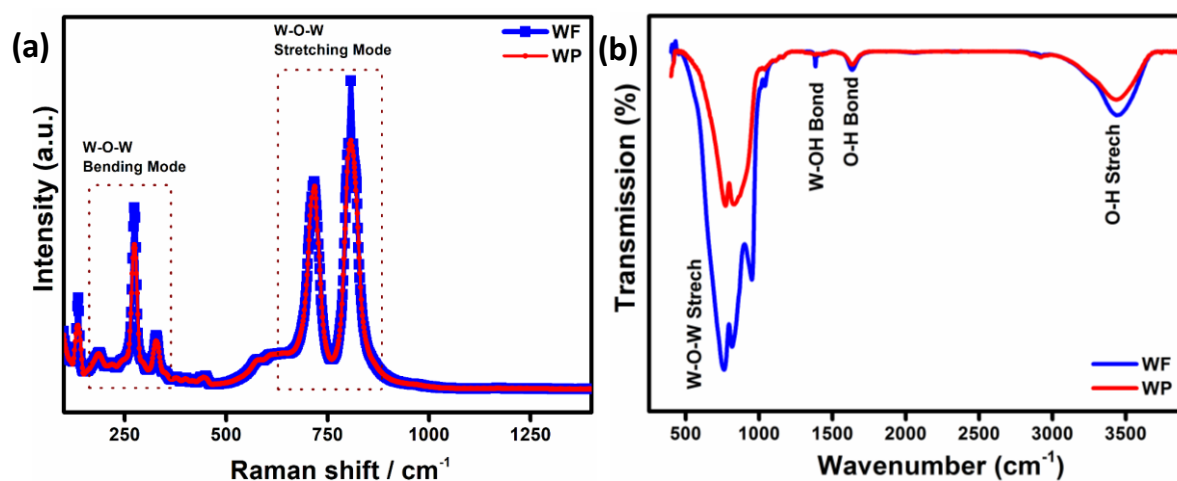 (a)
W-O-W
Stretching Mode
W-O-W
Bending Mode
WF
WP
Intensity (a.u.)
250
500
750
1000
1250
Raman shift / cm-1
(b)
Transmission (%)
W-O-W Strech
W-OH Bond
O-H Bond
O-H Strech
WF
WP
500
1000
1500
2000
2500
3000
3500
Wavenumber (cm-1)